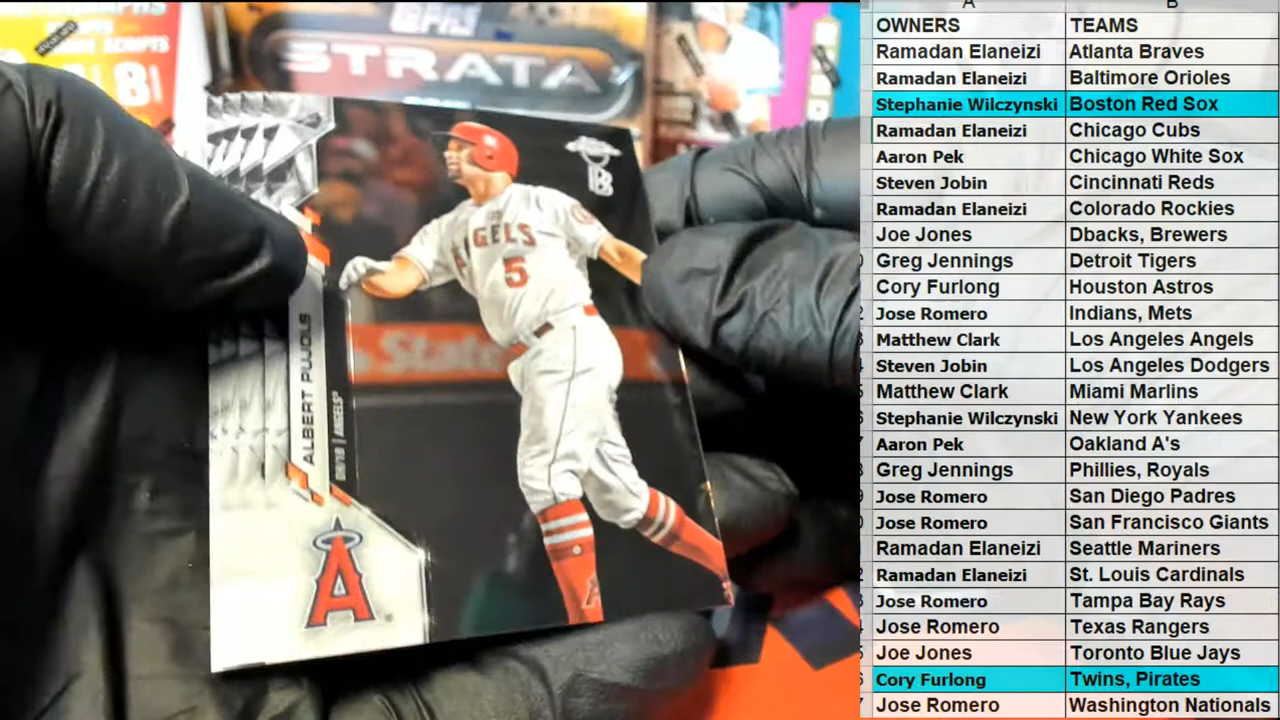 TOPPS
STRATA
SCRIPTS
ANGELS
5
State
ALBERT PUJOLS
DH/1B | ANGELS®
A
B
A B
OWNERS TEAMS
Ramadan Elaneizi Atlanta Braves
Ramadan Elaneizi Baltimore Orioles
Stephanie Wilczynski Boston Red Sox
Ramadan Elaneizi Chicago Cubs
Aaron Pek Chicago White Sox
Steven Jobin Cincinnati Reds
Ramadan Elaneizi Colorado Rockies
Joe Jones Dbacks, Brewers
Greg Jennings Detroit Tigers
Cory Furlong Houston Astros
Jose Romero Indians, Mets
Matthew Clark Los Angeles Angels
Steven Jobin Los Angeles Dodgers
Matthew Clark Miami Marlins
Stephanie Wilczynski New York Yankees
Aaron Pek Oakland A's
Greg Jennings Phillies, Royals
Jose Romero San Diego Padres
Jose Romero San Francisco Giants
Ramadan Elaneizi Seattle Mariners
Ramadan Elaneizi St. Louis Cardinals
Jose Romero Tampa Bay Rays
Jose Romero Texas Rangers
Joe Jones Toronto Blue Jays
Cory Furlong Twins, Pirates
Jose Romero Washington Nationals